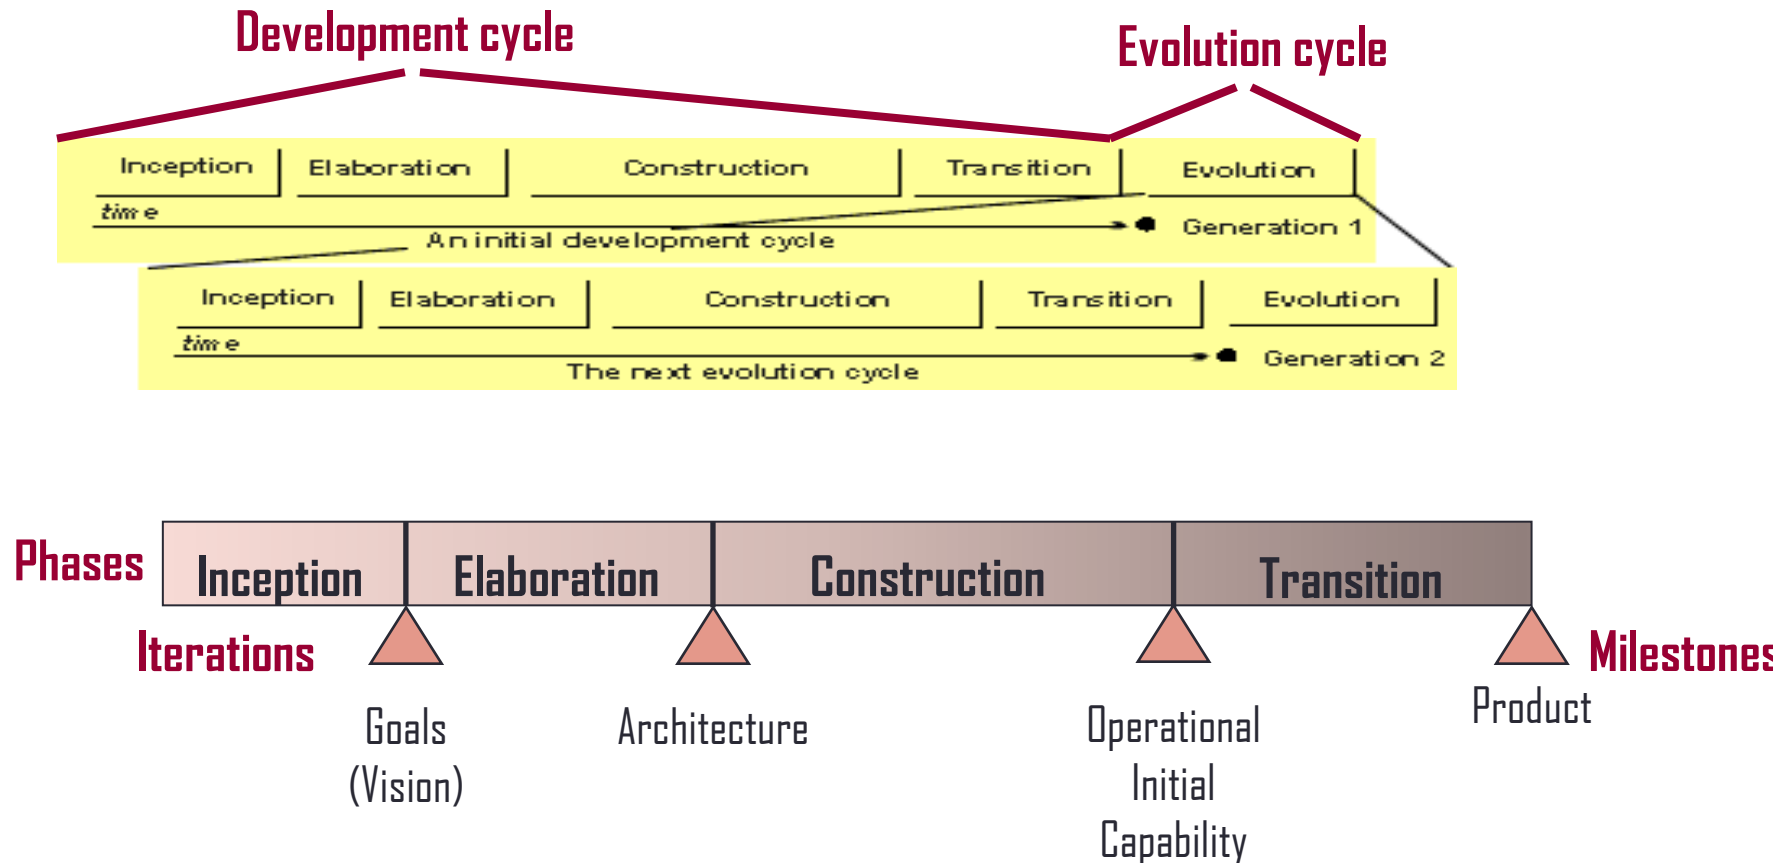 Development cycle
Evolution cycle
Inception Elaboration Construction Transition Evolution
time
Generation 1
An initial development cycle
Inception Elaboration Construction Transition Evolution
time
Generation 2
The next evolution cycle
Phases
Inception Elaboration Construction Transition
Iterations
Milestones
Goals
(Vision)
Architecture
Operational
Initial
Capability
Product